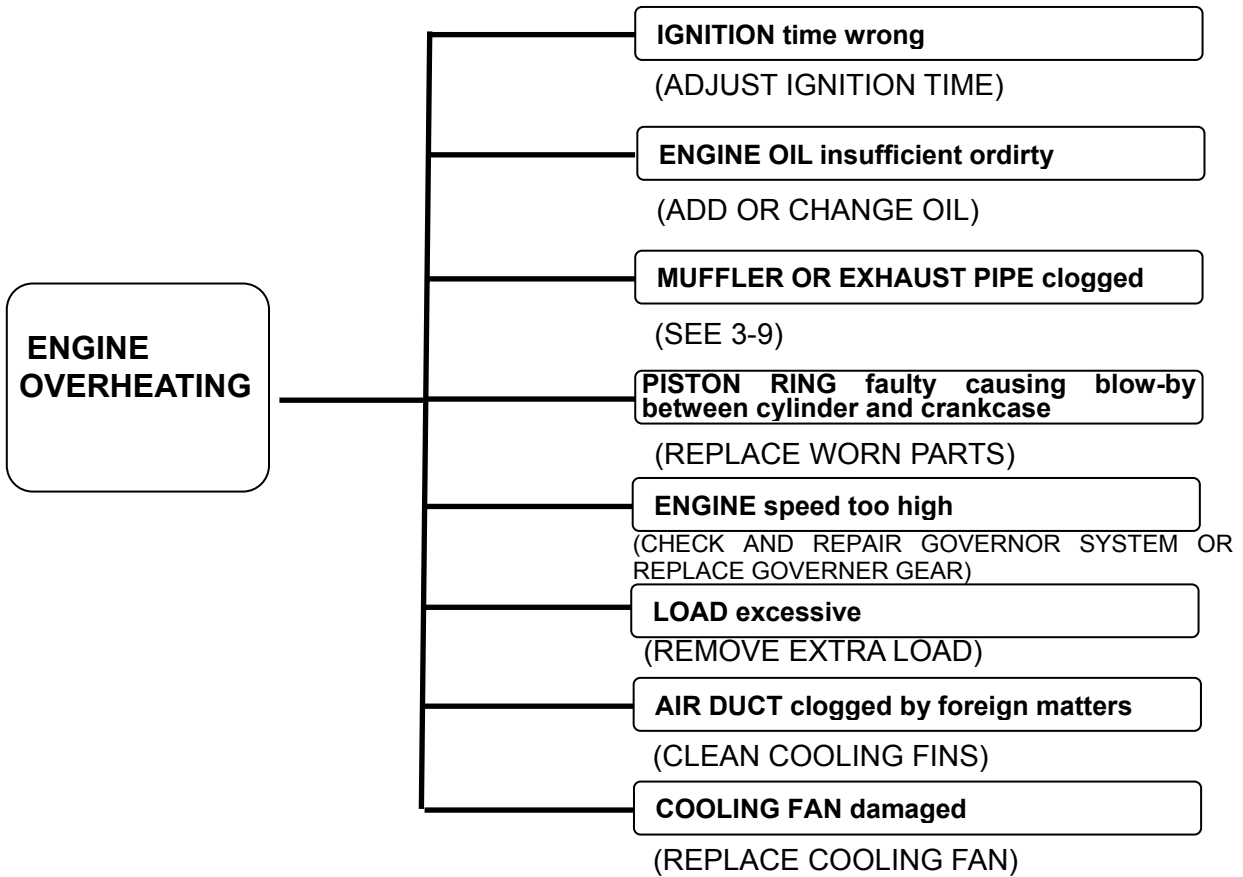 ENGINE
OVERHEATING
IGNITION time wrong
(ADJUST IGNITION TIME)
ENGINE OIL insufficient ordirty
(ADD OR CHANGE OIL)
MUFFLER OR EXHAUST PIPE clogged
(SEE 3-9)
PISTON RING faulty causing blow-by
between cylinder and crankcase
(REPLACE WORN PARTS)
ENGINE speed too high
(CHECK AND REPAIR GOVERNOR SYSTEM OR
REPLACE GOVERNER GEAR)
LOAD excessive
(REMOVE EXTRA LOAD)
AIR DUCT clogged by foreign matters
(CLEAN COOLING FINS)
COOLING FAN damaged
(REPLACE COOLING FAN)